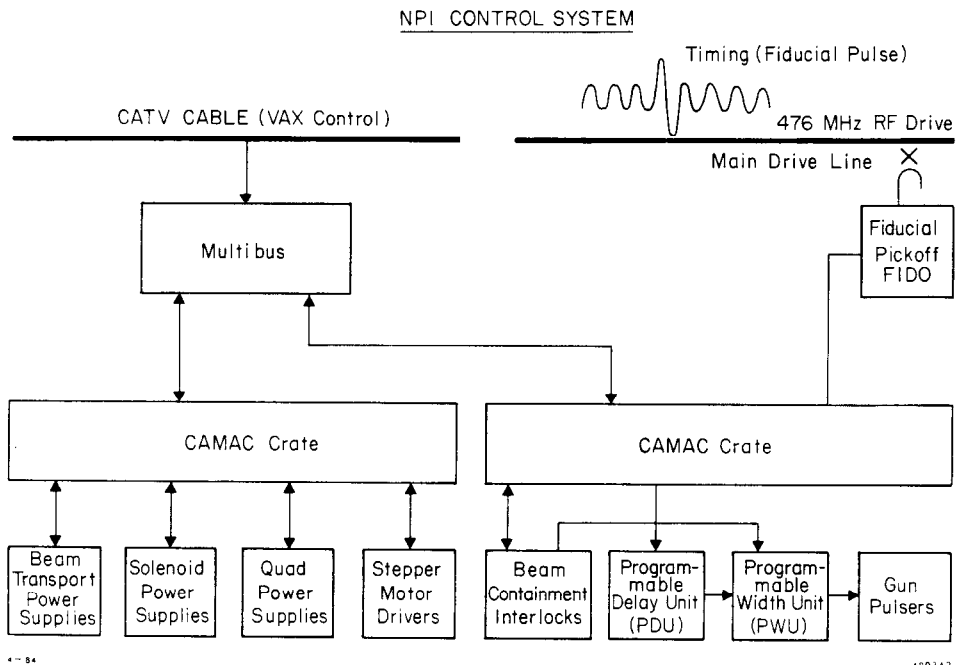 NPI CONTROL SYSTEM
Timing (Fiducial Pulse)
CATV CABLE (VAX Control)
476 MHz RF Drive
Main Drive Line
Multibus
Fiducial
Pickoff
FIDO
CAMAC Crate
CAMAC Crate
Beam
Transport
Power
Supplies
Solenoid
Power
Supplies
Quad
Power
Supplies
Stepper
Motor
Drivers
Beam
Containment
Interlocks
Program-
mable
Delay Unit
(PDU)
Program-
mable
Width Unit
(PWU)
Gun
Pulsers
4-84